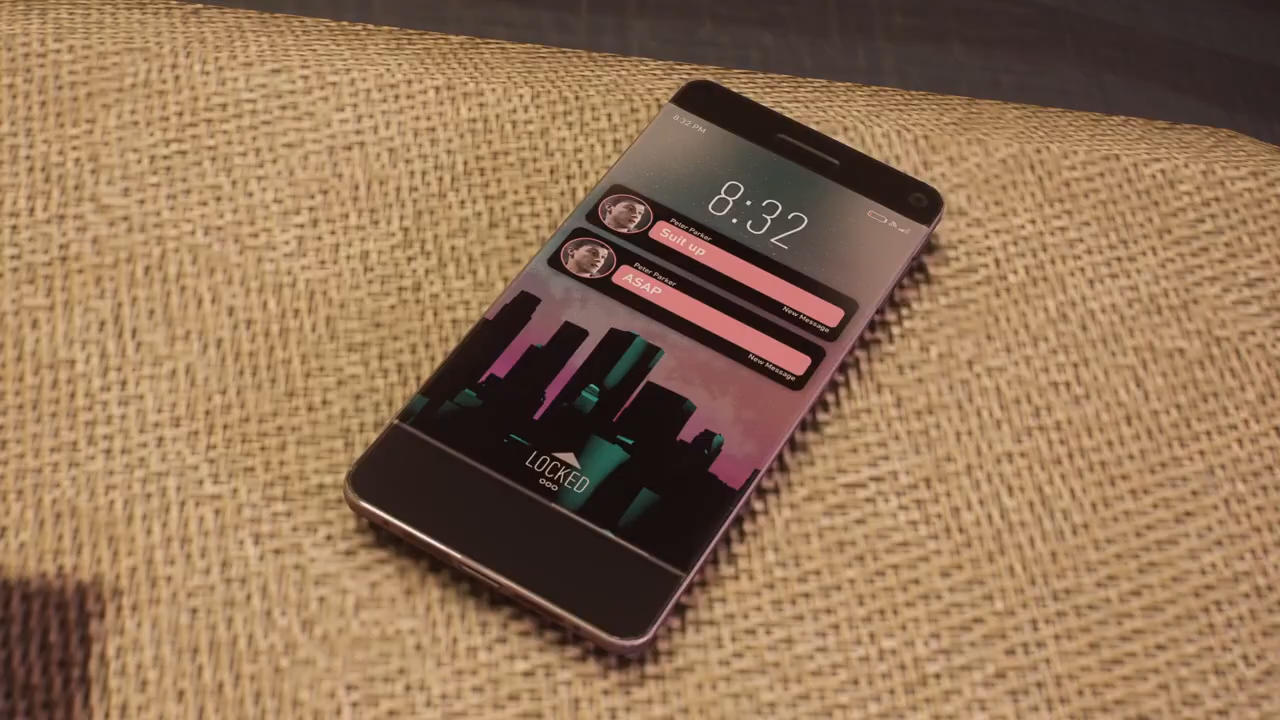 8:32 PM
8:32
Peter Parker
Suit up
New Message
Peter Parker
ASAP
New Message
LOCKED